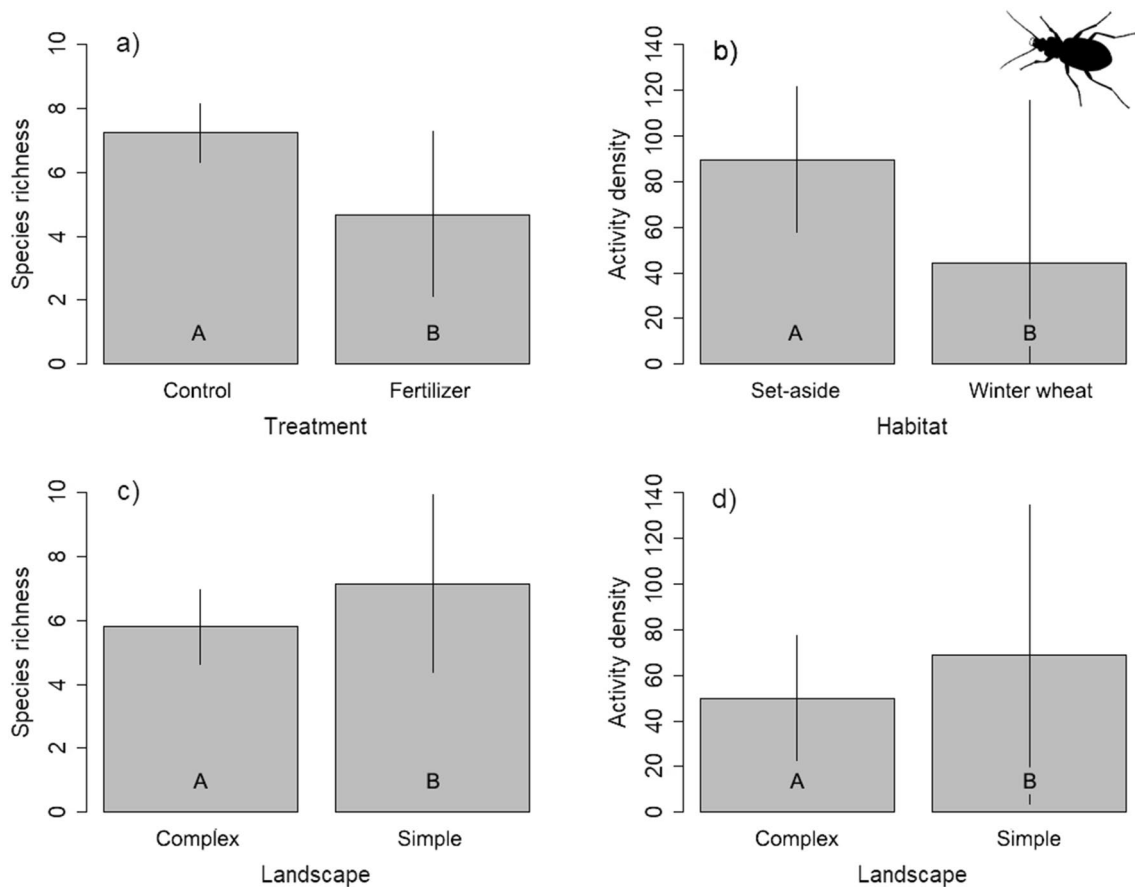 a)
Species richness
10
8
6
4
2
0
A
B
Control
Fertilizer
Treatment
b)
Activity density
140
120
100
80
60
40
20
0
A
B
Set-aside
Winter wheat
Habitat
c)
Species richness
10
8
6
4
2
0
A
B
Complex
Simple
Landscape
d)
Activity density
140
120
100
80
60
40
20
0
A
B
Complex
Simple
Landscape